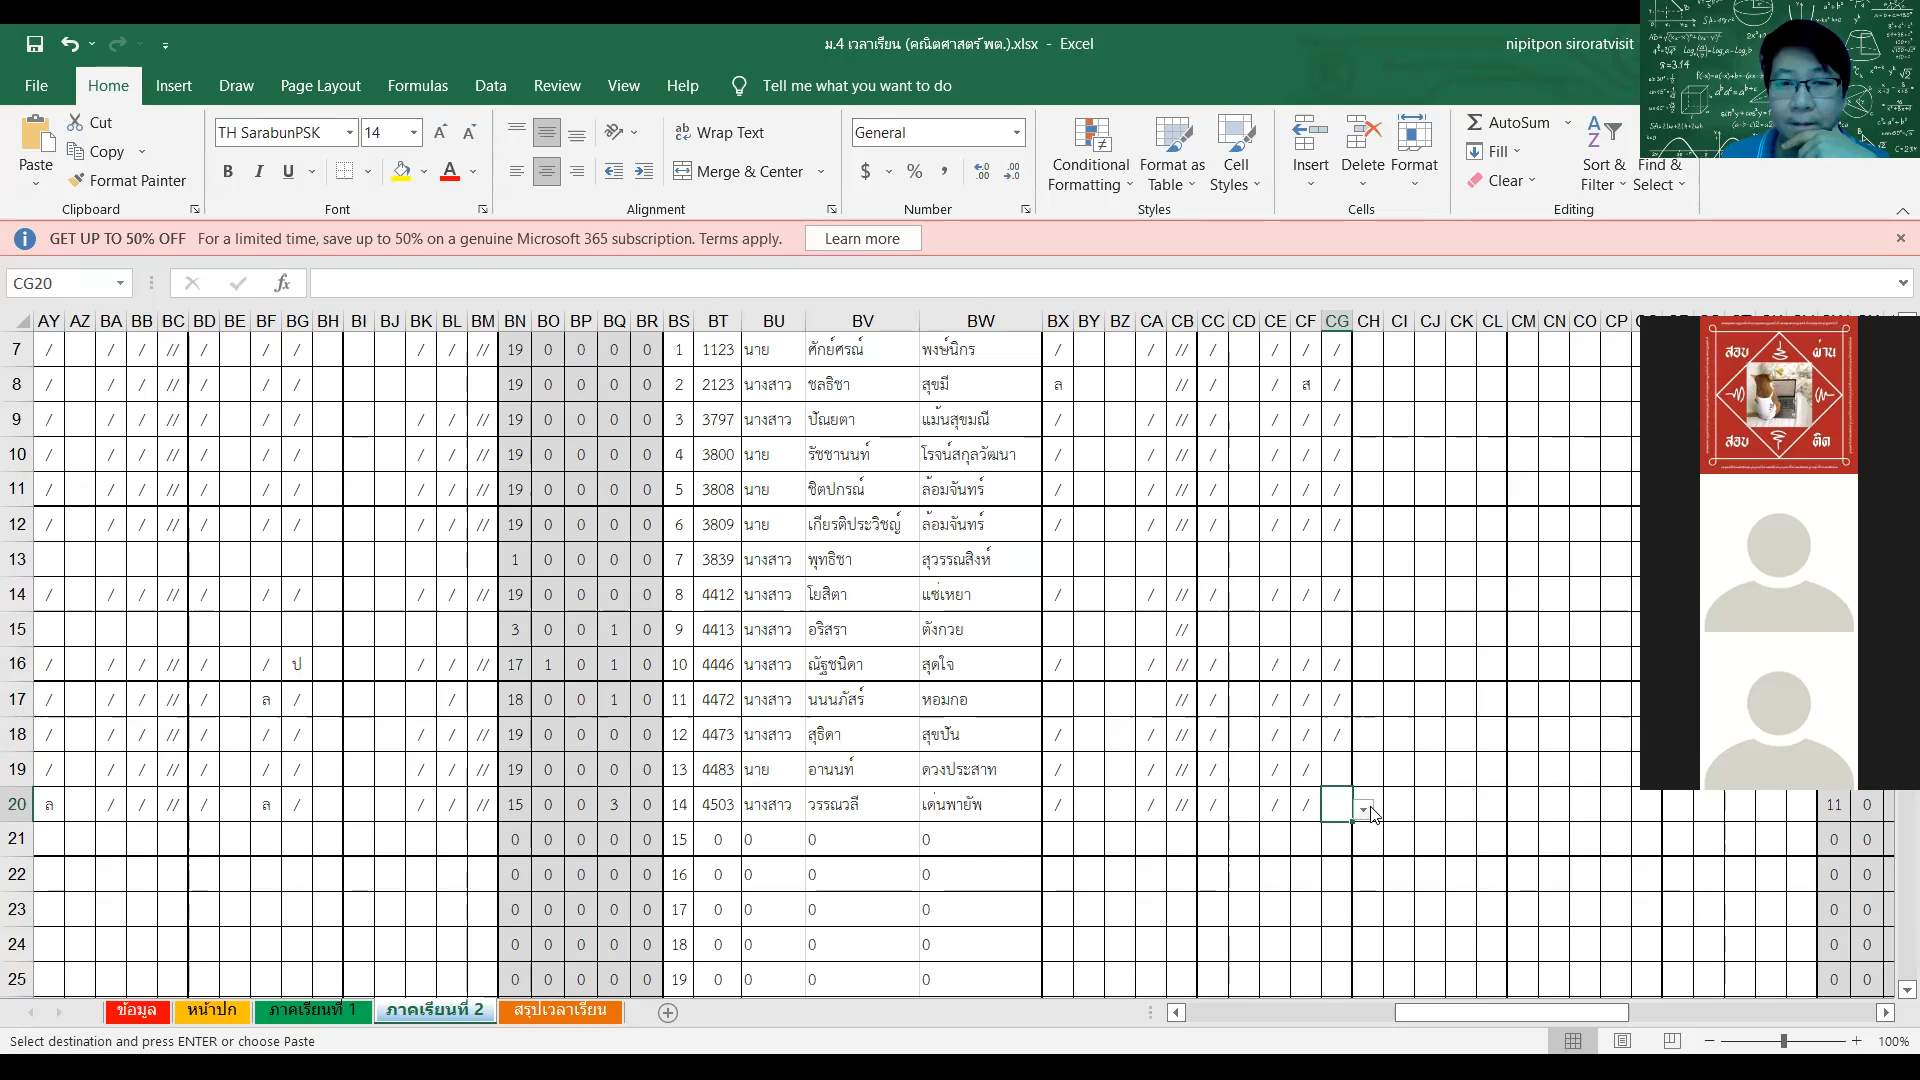 ม.4 เวลาเรียน (คณิตศาสตร์ พต.).xlsx - Excel
nipitpon siroratvisit
File Home Insert Draw Page Layout Formulas Data Review View Help Tell me what you want to do
Paste
Cut
Copy
Format Painter
Clipboard
TH SarabunPSK 14
B I U
Font
Wrap Text
Merge & Center
Alignment
General
$ % ,
Number
Conditional Formatting
Format as Table
Cell Styles
Styles
Insert Delete Format
Cells
AutoSum
Fill
Clear
Sort & Filter
Find & Select
Editing
GET UP TO 50% OFF For a limited time, save up to 50% on a genuine Microsoft 365 subscription. Terms apply. Learn more
CG20
fx
AY AZ BA BB BC BD BE BF BG BH BI BJ BK BL BM BN BO BP BQ BR BS BT BU BV BW BX BY BZ CA CB CC CD CE CF CG CH CI CJ CK CL CM CN CO CP
7 / / / // / / / / / // 19 0 0 0 0 1 1123 นาย ศักย์ศรณ์ พงษ์นิกร / / // / / / /
8 / / / // / / / 19 0 0 0 0 2 2123 นางสาว ชลธิชา สุขมี ล // / / ส /
9 / / / // / / / / / // 19 0 0 0 0 3 3797 นางสาว ปัณยตา แม้นสุขมณี / / // / / / /
10 / / / // / / / / / // 19 0 0 0 0 4 3800 นาย รัชชานนท์ โรจน์สกุลวัฒนา / / // / / / /
11 / / / // / / / / / // 19 0 0 0 0 5 3808 นาย ชิตปกรณ์ ล้อมจันทร์ / / // / / / /
12 / / / // / / / / / // 19 0 0 0 0 6 3809 นาย เกียรติประวิชญ์ ล้อมจันทร์ / / // / / / /
13 1 0 0 0 0 7 3839 นางสาว พุทธิชา สุวรรณสิงห์
14 / / / // / / / / / // 19 0 0 0 0 8 4412 นางสาว โยสิตา แซ่เหยา / / // / / / /
15 3 0 0 1 0 9 4413 นางสาว อริสรา ตังกวย //
16 / / / // / / ป / / // 17 1 0 1 0 10 4446 นางสาว ณัฐชนิดา สุดใจ / / // / / / /
17 / / / // / ล / / 18 0 0 1 0 11 4472 นางสาว นนนภัสร์ หอมกอ // / / / /
18 / / / // / / / / / // 19 0 0 0 0 12 4473 นางสาว สุธิดา สุขปัน / / // / / / /
19 / / / // / / / / / // 19 0 0 0 0 13 4483 นาย อานนท์ ดวงประสาท / / // / / /
20 ล / / // / ล / / / // 15 0 0 3 0 14 4503 นางสาว วรรณวลี เด่นพายัพ / / // / / / 11 0
21 0 0 0 0 0 15 0 0 0 0 0 0
22 0 0 0 0 0 16 0 0 0 0 0 0
23 0 0 0 0 0 17 0 0 0 0 0 0
24 0 0 0 0 0 18 0 0 0 0 0 0
25 0 0 0 0 0 19 0 0 0 0 0 0
ข้อมูล หน้าปก ภาคเรียนที่ 1 ภาคเรียนที่ 2 สรุปเวลาเรียน
Select destination and press ENTER or choose Paste
100%
สอบ ผ่าน
สอบ ติด